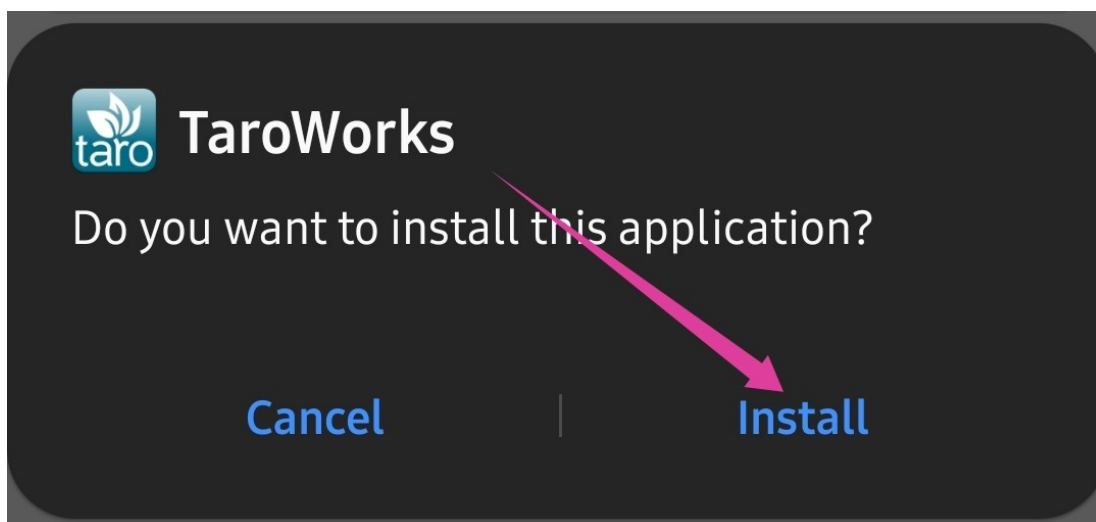 taro
TaroWorks
Do you want to install this application?
Cancel
Install